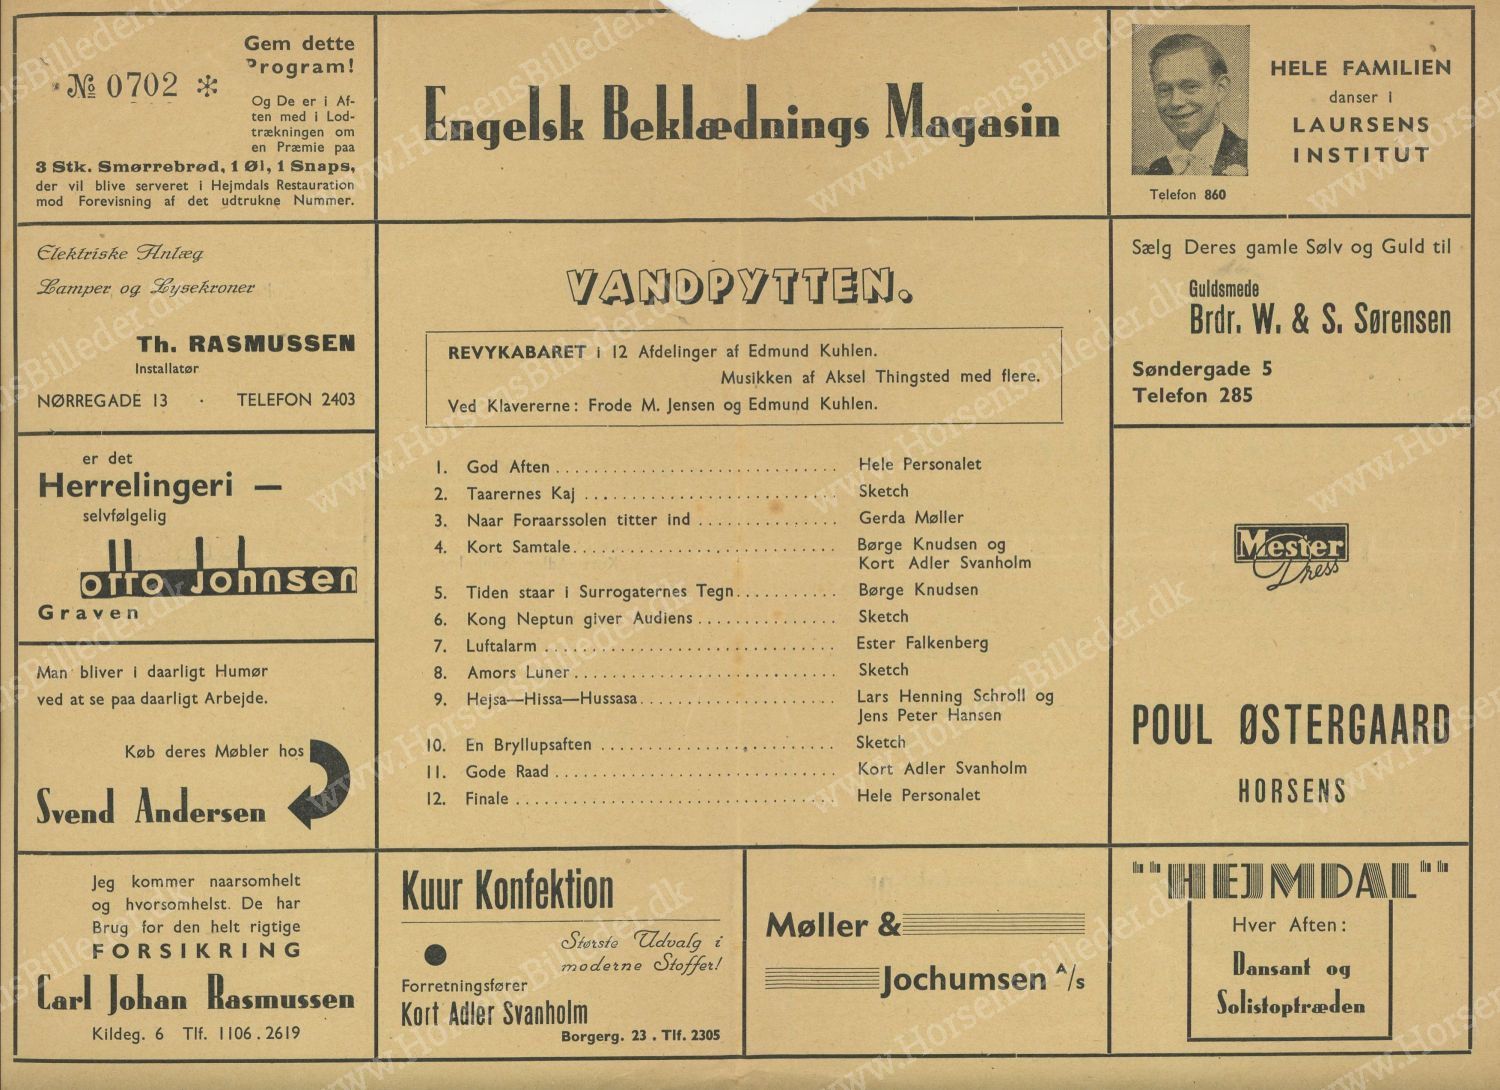 Gem dette
Program!
№ 0702 *
Og De er i Af-
ten med i Lod-
trækningen om
en Præmie paa
3 Stk. Smørrebrød, 1 Øl, 1 Snaps,
der vil blive serveret i Hejmdals Restauration
mod Forevisning af det udtrukne Nummer.
Engelsk Beklædnings Magasin
HELE FAMILIEN
danser i
LAURSENS
INSTITUT
Telefon 860
Elektriske Anlæg
Lamper og Lysekroner
Th. RASMUSSEN
Installatør
NØRREGADE 13 · TELEFON 2403
er det
Herrelingeri —
selvfølgelig
otto Johnsen
Graven
Man bliver i daarligt Humør
ved at se paa daarligt Arbejde.
Køb deres Møbler hos
Svend Andersen
Jeg kommer naarsomhelt
og hvorsomhelst. De har
Brug for den helt rigtige
FORSIKRING
Carl Johan Rasmussen
Kildeg. 6 Tlf. 1106 . 2619
VANDPYTTEN.
REVYKABARET i 12 Afdelinger af Edmund Kuhlen.
Musikken af Aksel Thingsted med flere.
Ved Klavererne: Frode M. Jensen og Edmund Kuhlen.
1. God Aften . . . . . Hele Personalet
2. Taarernes Kaj . . . . . Sketch
3. Naar Foraarssolen titter ind . . . . . Gerda Møller
4. Kort Samtale . . . . . Børge Knudsen og
Kort Adler Svanholm
5. Tiden staar i Surrogaternes Tegn . . . . . Børge Knudsen
6. Kong Neptun giver Audiens . . . . . Sketch
7. Luftalarm . . . . . Ester Falkenberg
8. Amors Luner . . . . . Sketch
9. Hejsa—Hissa—Hussasa . . . . . Lars Henning Schroll og
Jens Peter Hansen
10. En Bryllupsaften . . . . . Sketch
11. Gode Raad . . . . . Kort Adler Svanholm
12. Finale . . . . . Hele Personalet
Kuur Konfektion
Største Udvalg i
moderne Stoffer!
Forretningsfører
Kort Adler Svanholm
Borgerg. 23 . Tlf. 2305
Møller &
Jochumsen A/s
Sælg Deres gamle Sølv og Guld til
Guldsmede
Brdr. W. & S. Sørensen
Søndergade 5
Telefon 285
Mester
Dress
POUL ØSTERGAARD
HORSENS
"HEJMDAL"
Hver Aften:
Dansant og
Solistoptræden
www.HorsensBilleder.dk